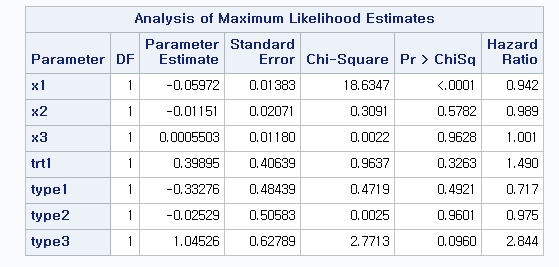 Analysis of Maximum Likelihood Estimates
Parameter DF Parameter Estimate Standard Error Chi-Square Pr > ChiSq Hazard Ratio
x1 1 -0.05972 0.01383 18.6347 <.0001 0.942
x2 1 -0.01151 0.02071 0.3091 0.5782 0.989
x3 1 0.0005503 0.01180 0.0022 0.9628 1.001
trt1 1 0.39895 0.40639 0.9637 0.3263 1.490
type1 1 -0.33276 0.48439 0.4719 0.4921 0.717
type2 1 -0.02529 0.50583 0.0025 0.9601 0.975
type3 1 1.04526 0.62789 2.7713 0.0960 2.844